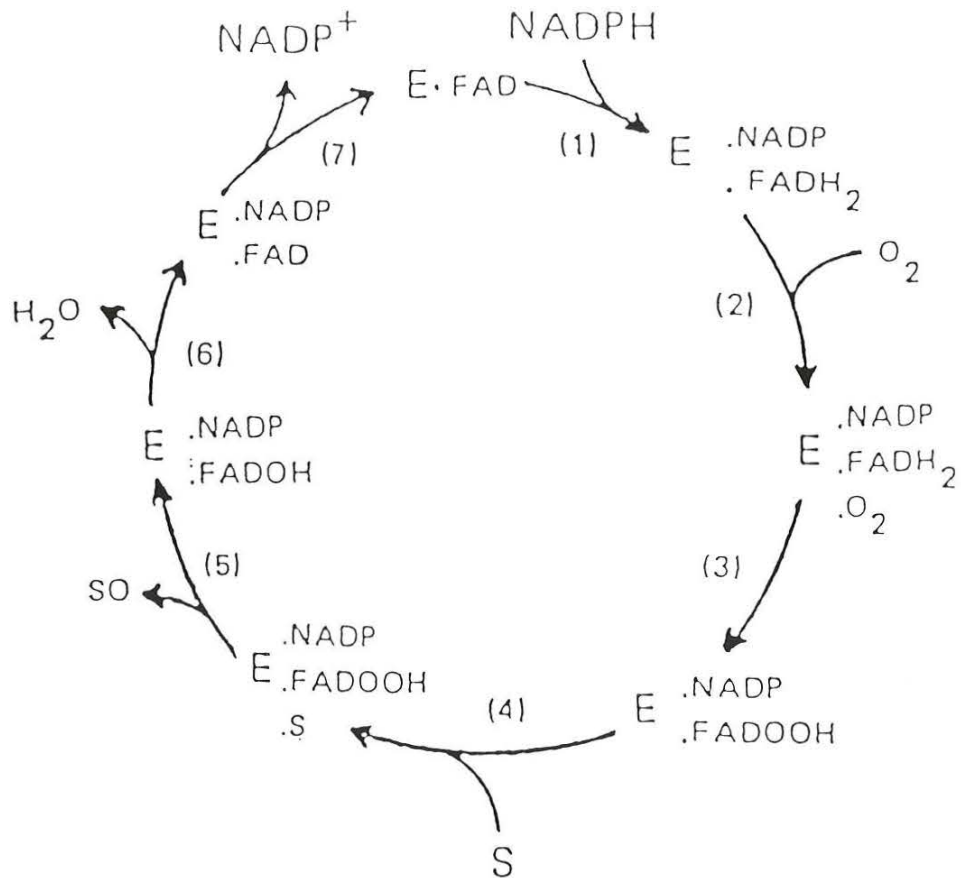 NADP+
NADPH
E· FAD
(1)
E .NADP
. FADH2
(2)
O2
E .NADP
.FADH2
.O2
(3)
E .NADP
.FADOOH
(4)
S
E .NADP
.FADOOH
.S
(5)
SO
E .NADP
.FADOH
(6)
H2O
E .NADP
.FAD
(7)